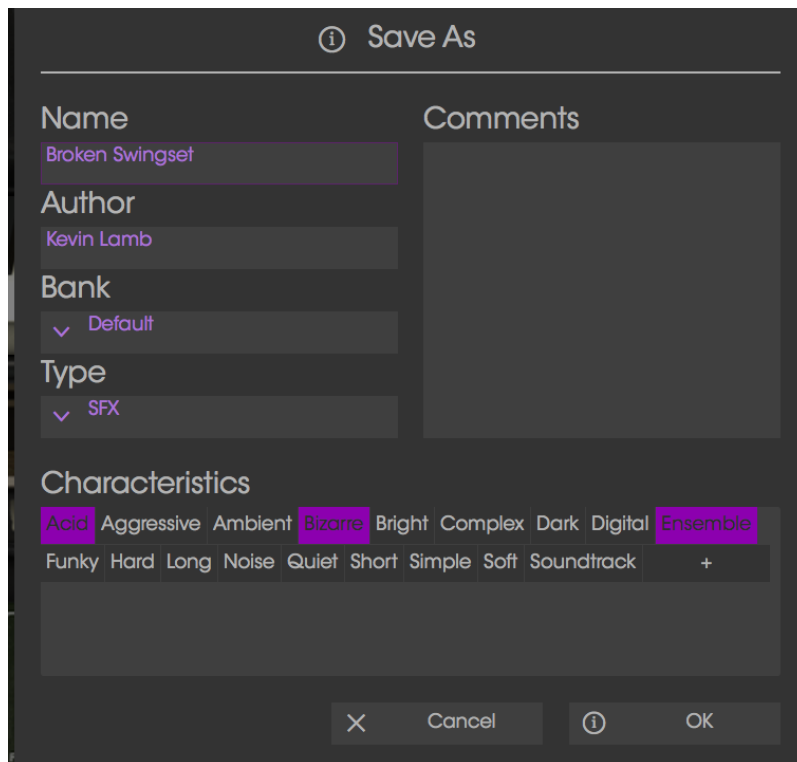 Save As
Name
Broken Swingset
Author
Kevin Lamb
Bank
Default
Type
SFX
Comments
Characteristics
Acid Aggressive Ambient Bizarre Bright Complex Dark Digital Ensemble
Funky Hard Long Noise Quiet Short Simple Soft Soundtrack +
Cancel
OK